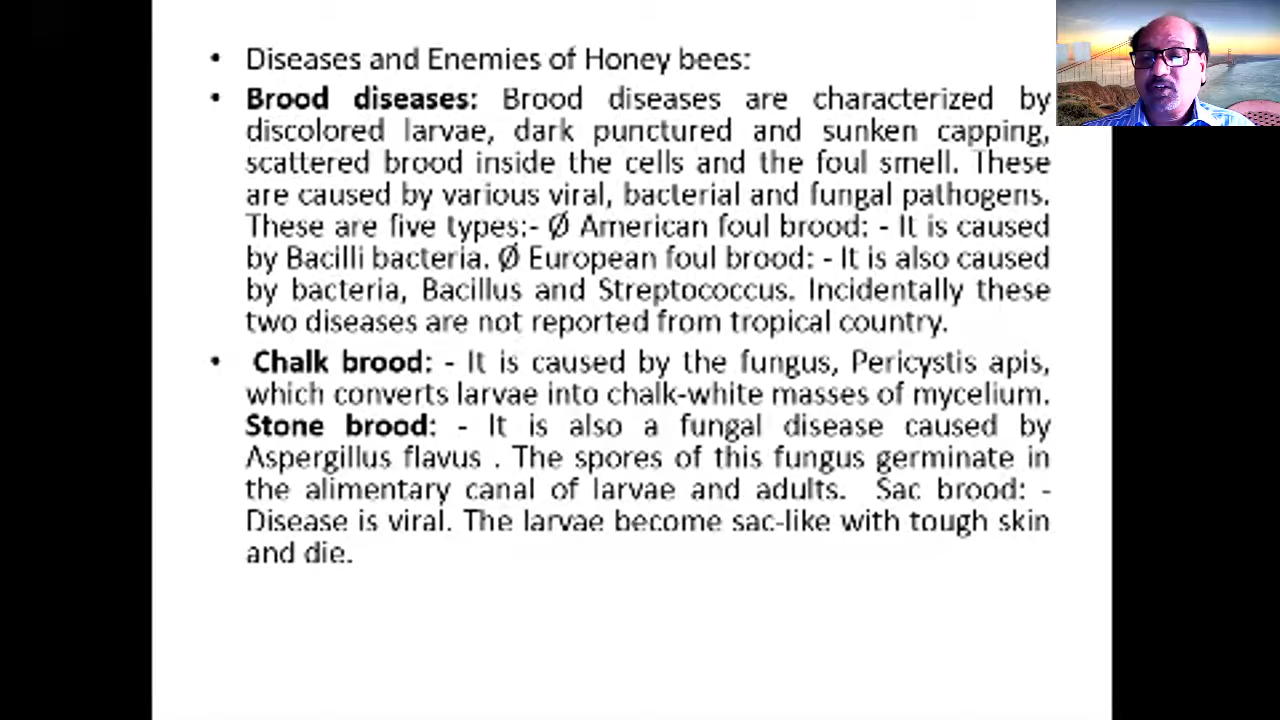 • Diseases and Enemies of Honey bees:
• Brood diseases: Brood diseases are characterized by
discolored larvae, dark punctured and sunken capping,
scattered brood inside the cells and the foul smell. These
are caused by various viral, bacterial and fungal pathogens.
These are five types:- Ø American foul brood: - It is caused
by Bacilli bacteria. Ø European foul brood: - It is also caused
by bacteria, Bacillus and Streptococcus. Incidentally these
two diseases are not reported from tropical country.
• Chalk brood: - It is caused by the fungus, Pericystis apis,
which converts larvae into chalk-white masses of mycelium.
Stone brood: - It is also a fungal disease caused by
Aspergillus flavus . The spores of this fungus germinate in
the alimentary canal of larvae and adults. Sac brood: -
Disease is viral. The larvae become sac-like with tough skin
and die.